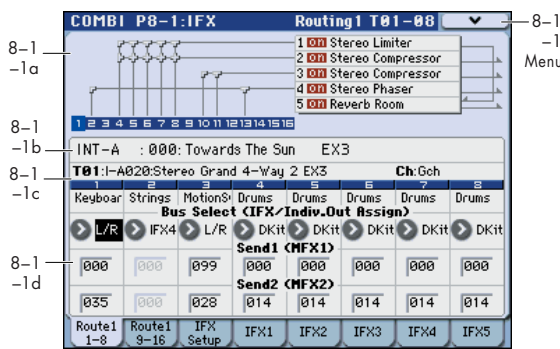 COMBI P8-1:IFX Routing1 T01-08
8-1
-1
Menu
8-1
-1a
1 on Stereo Limiter
2 on Stereo Compressor
3 on Stereo Compressor
4 on Stereo Phaser
5 on Reverb Room
1 2 3 4 5 6 7 8 9 10 11 12 13 14 15 16
8-1
-1b
INT-A :000: Towards The Sun EX3
8-1
-1c
T01:I-A020:Stereo Grand 4-Way 2 EX3 Ch:Gch
1 2 3 4 5 6 7 8
Keyboar Strings MotionS Drums Drums Drums Drums Drums
Bus Select (IFX/Indiv.Out Assign)
L/R IFX4 L/R DKit DKit DKit DKit DKit
Send1 (MFX1)
8-1
-1d
000 000 099 000 000 000 000 000
Send2 (MFX2)
035 000 028 014 014 014 014 014
Route1 1-8 Route1 9-16 IFX Setup IFX1 IFX2 IFX3 IFX4 IFX5